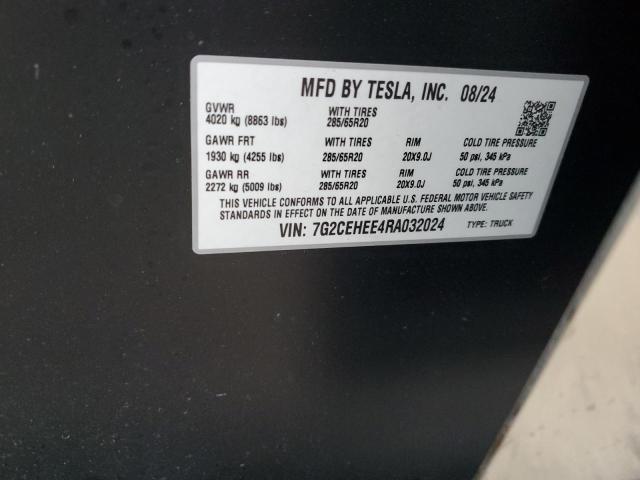 MFD BY TESLA, INC. 08/24
GVWR WITH TIRES
4020 kg (8863 lbs) 285/65R20
GAWR FRT WITH TIRES RIM COLD TIRE PRESSURE
1930 kg (4255 lbs) 285/65R20 20X9.0J 50 psi, 345 kPa
GAWR RR WITH TIRES RIM COLD TIRE PRESSURE
2272 kg (5009 lbs) 285/65R20 20X9.0J 50 psi, 345 kPa
THIS VEHICLE CONFORMS TO ALL APPLICABLE U.S. FEDERAL MOTOR VEHICLE SAFETY
STANDARDS IN EFFECT ON THE DATE OF MANUFACTURE SHOWN ABOVE.
VIN: 7G2CEHEE4RA032024 TYPE: TRUCK